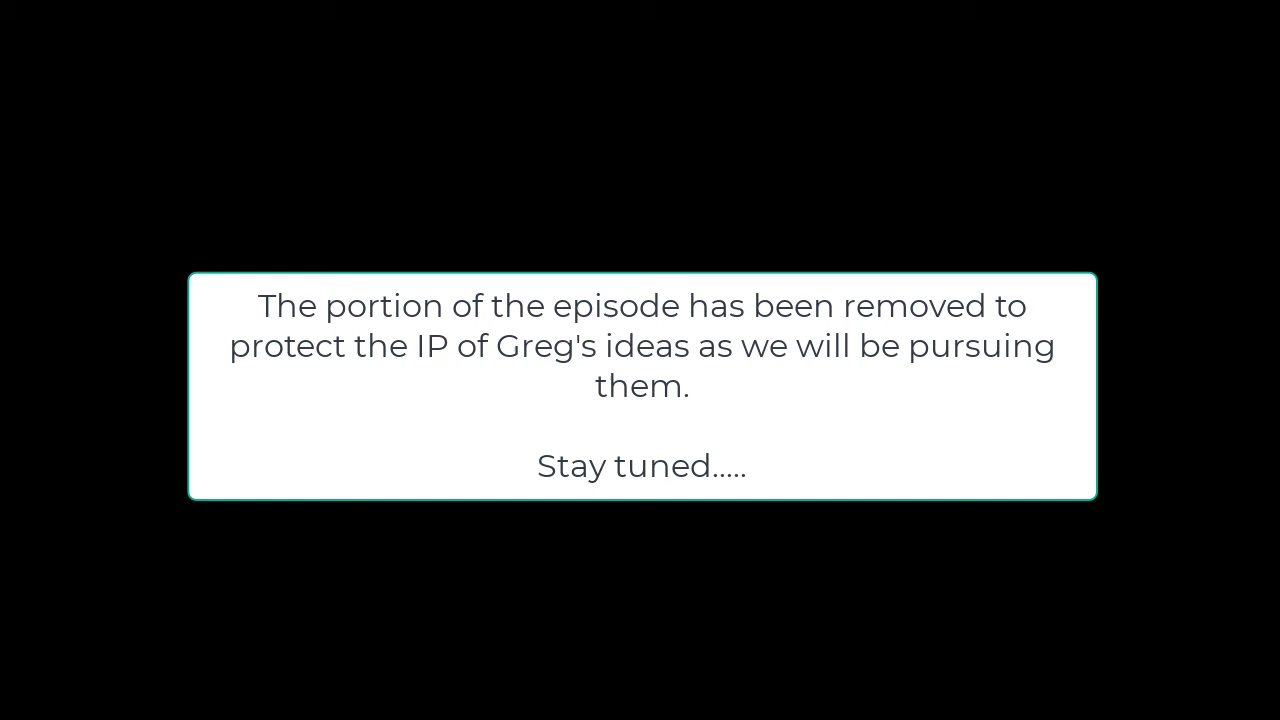 The portion of the episode has been removed to
protect the IP of Greg's ideas as we will be pursuing
them.
Stay tuned.....